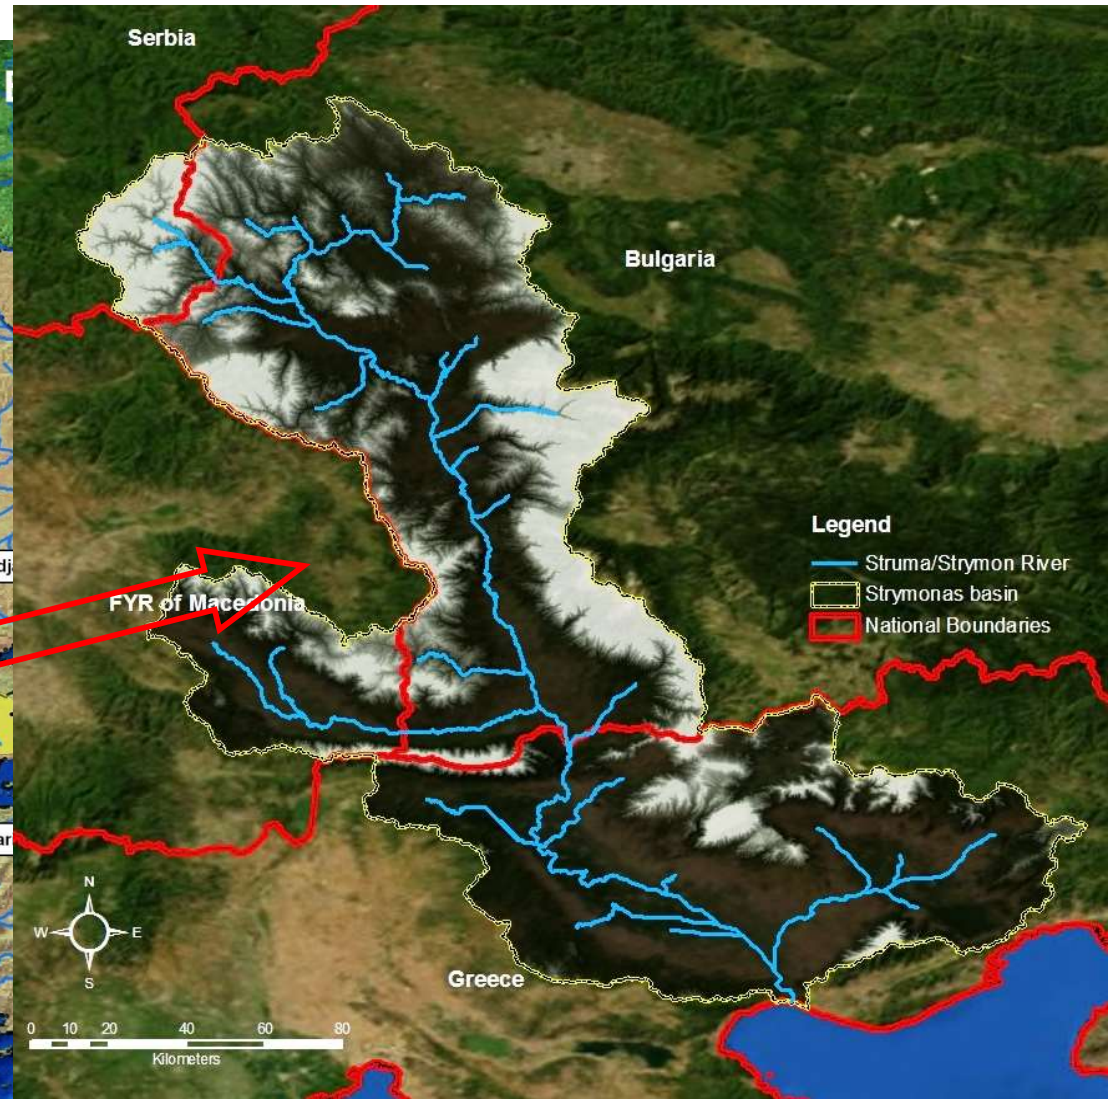 Serbia
Bulgaria
Legend
Struma/Strymon River
Strymonas basin
National Boundaries
FYR of Macedonia
N
W
E
S
Greece
0 10 20 40 60 80
Kilometers